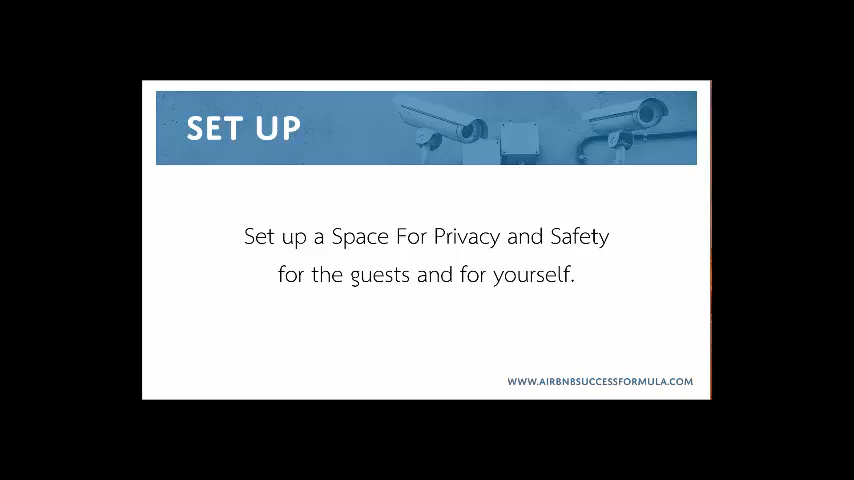 SET UP
Set up a Space For Privacy and Safety
for the guests and for yourself.
WWW.AIRBNBSUCCESSFORMULA.COM